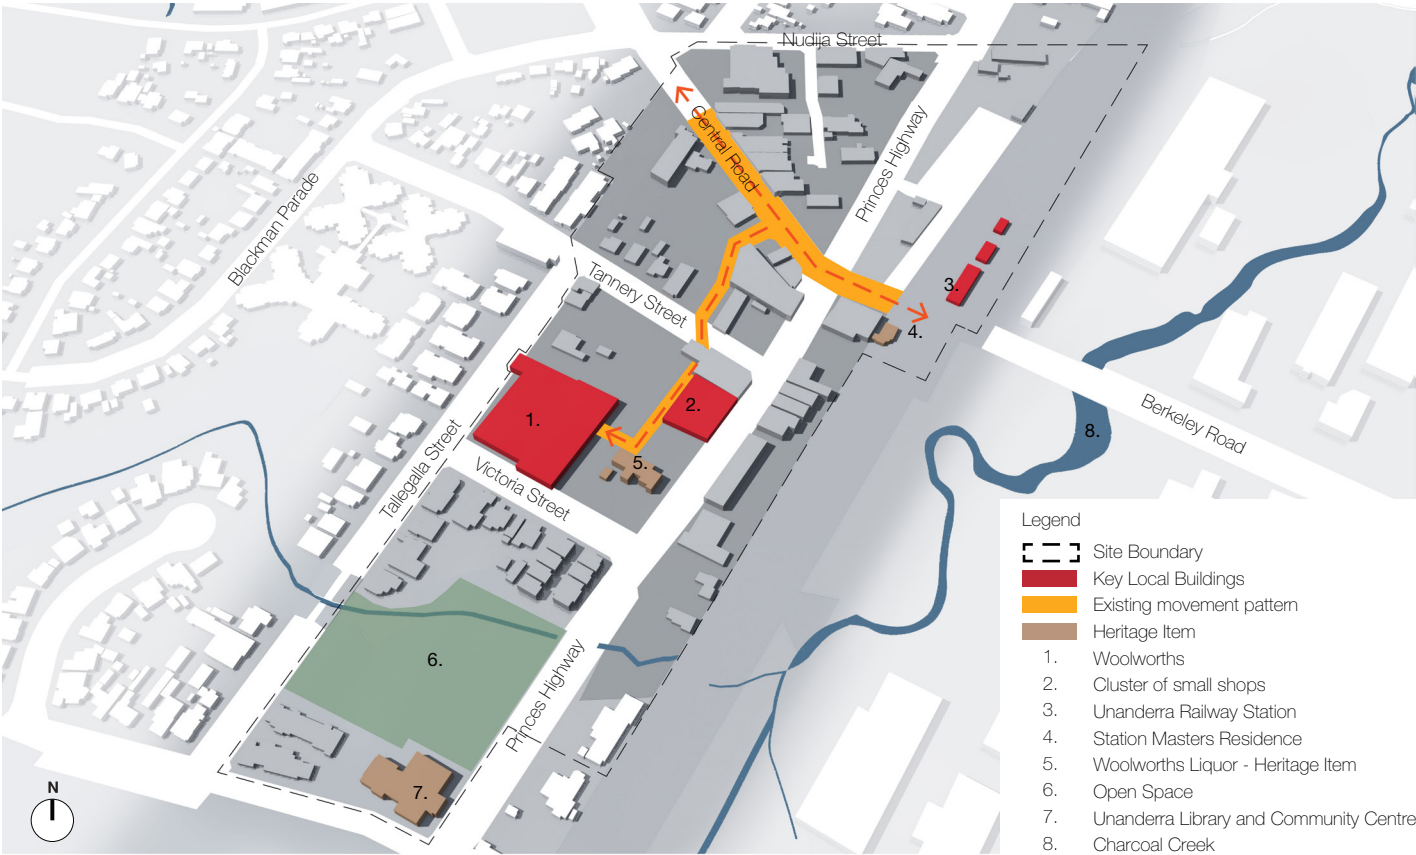 Nudjia Street
Central Road
Princes Highway
Blackman Parade
3.
Tannery Street
4.
2.
1.
Berkeley Road
8.
5.
Tallegalla Street
Victoria Street
6.
Princes Highway
7.
N
Legend
Site Boundary
Key Local Buildings
Existing movement pattern
Heritage Item
1. Woolworths
2. Cluster of small shops
3. Unanderra Railway Station
4. Station Masters Residence
5. Woolworths Liquor - Heritage Item
6. Open Space
7. Unanderra Library and Community Centre
8. Charcoal Creek